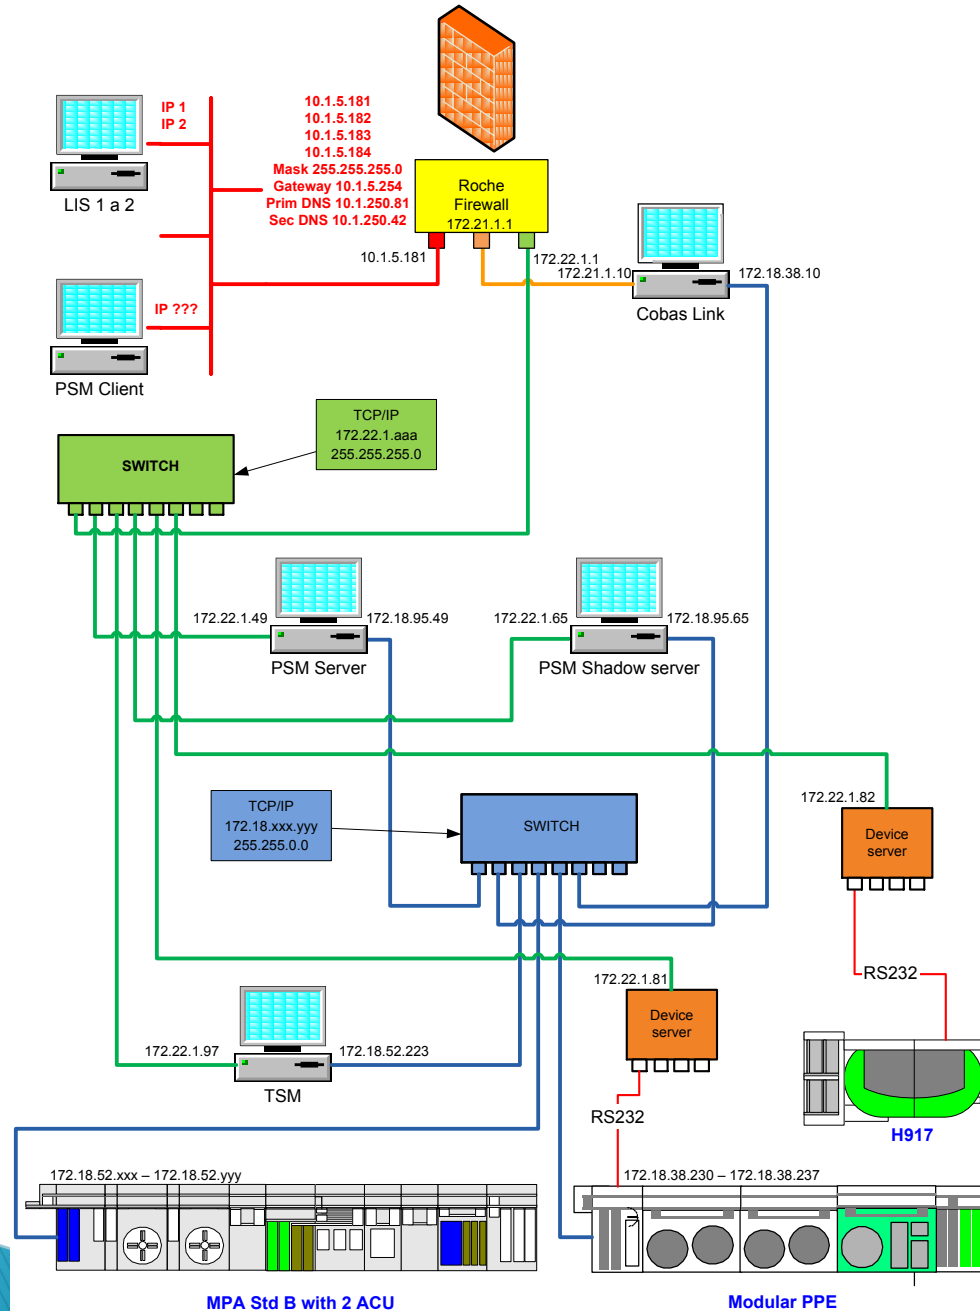 IP 1
IP 2
LIS 1 a 2
10.1.5.181
10.1.5.182
10.1.5.183
10.1.5.184
Mask 255.255.255.0
Gateway 10.1.5.254
Prim DNS 10.1.250.81
Sec DNS 10.1.250.42
Roche
Firewall
172.21.1.1
10.1.5.181
172.22.1.1
172.21.1.10
172.18.38.10
Cobas Link
IP ???
PSM Client
TCP/IP
172.22.1.aaa
255.255.255.0
SWITCH
172.22.1.49
172.18.95.49
PSM Server
172.22.1.65
172.18.95.65
PSM Shadow server
TCP/IP
172.18.xxx.yyy
255.255.0.0
SWITCH
172.22.1.82
Device
server
RS232
172.22.1.81
Device
server
172.22.1.97
172.18.52.223
TSM
RS232
H917
172.18.52.xxx – 172.18.52.yyy
172.18.38.230 – 172.18.38.237
MPA Std B with 2 ACU
Modular PPE